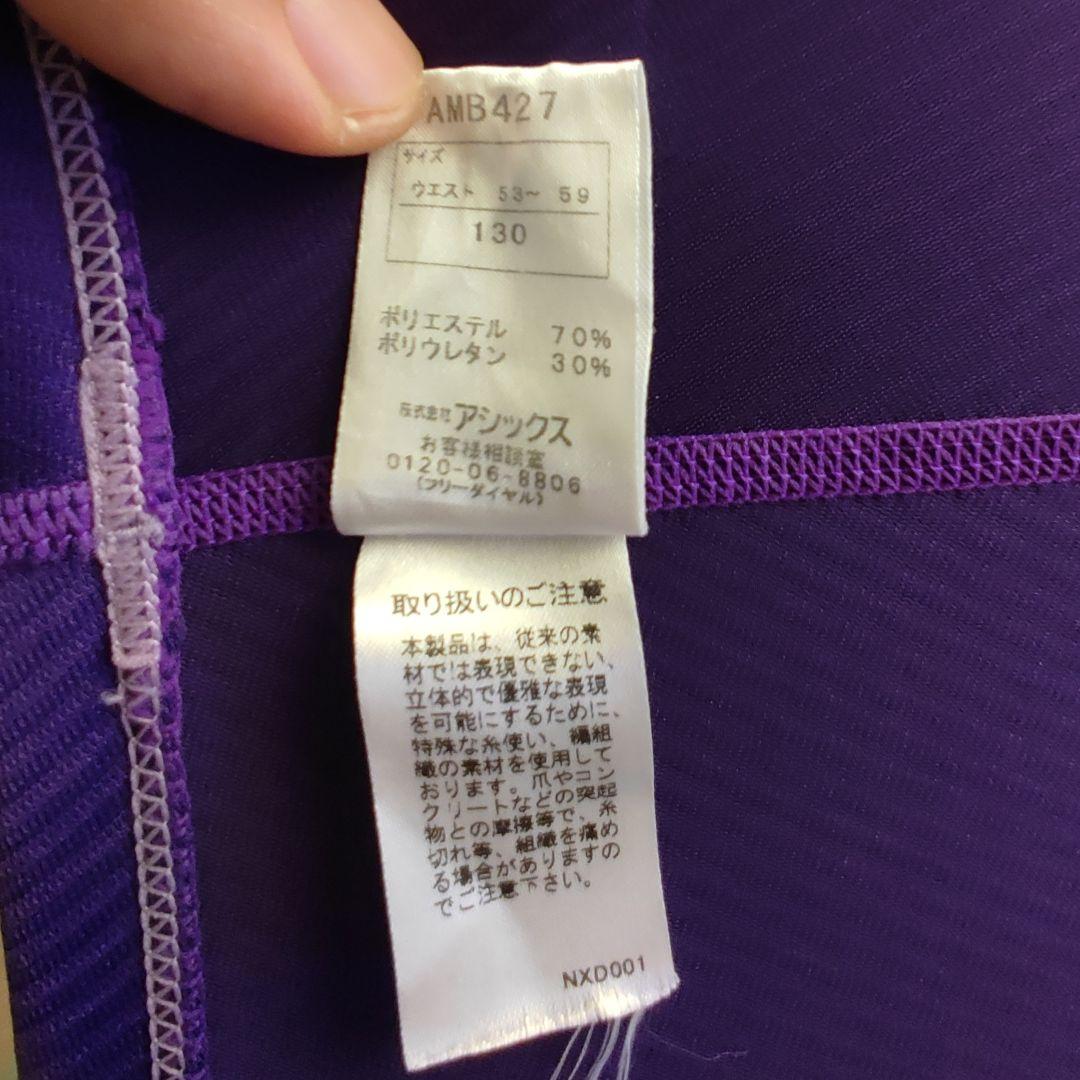 AMB427
サイズ
ウエスト 53~ 59
130
ポリエステル 70%
ポリウレタン 30%
株式会社アシックス
お客様相談室
0120-06-8806
(フリーダイヤル)
取り扱いのご注意
本製品は、従来の素
材では表現できない、
立体的で優雅な表現
を可能にするために、
特殊な糸使い、編組
織の素材を使用して
おります。爪やコン
クリートなどの突起
物との摩擦等で、糸
切れ等、組織を痛め
る場合がありますの
でご注意下さい。
NXD001